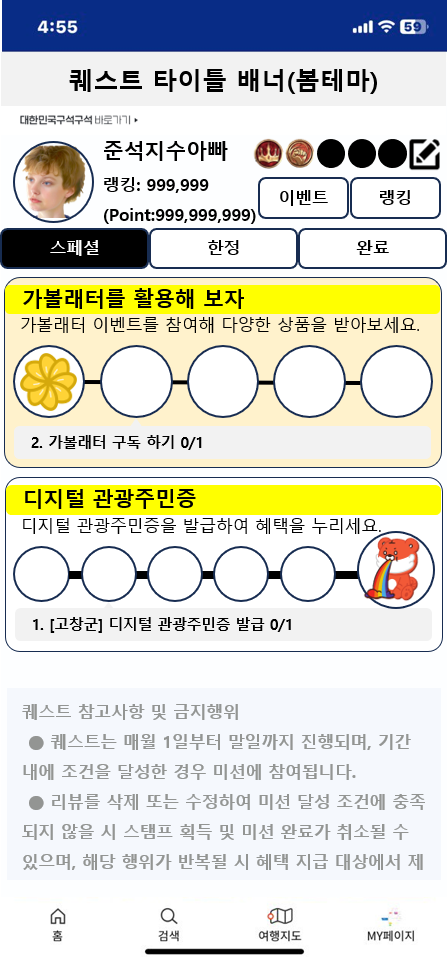 4:55
59
퀘스트 타이틀 배너(봄테마)
대한민국구석구석 바로가기 ▸
준석지수아빠
랭킹: 999,999
(Point:999,999,999)
이벤트
랭킹
스페셜
한정
완료
가볼래터를 활용해 보자
가볼래터 이벤트를 참여해 다양한 상품을 받아보세요.
2. 가볼래터 구독 하기 0/1
디지털 관광주민증
디지털 관광주민증을 발급하여 혜택을 누리세요.
1. [고창군] 디지털 관광주민증 발급 0/1
퀘스트 참고사항 및 금지행위
● 퀘스트는 매월 1일부터 말일까지 진행되며, 기간
내에 조건을 달성한 경우 미션에 참여됩니다.
● 리뷰를 삭제 또는 수정하여 미션 달성 조건에 충족
되지 않을 시 스탬프 획득 및 미션 완료가 취소될 수
있으며, 해당 행위가 반복될 시 혜택 지급 대상에서 제
홈
검색
여행지도
MY페이지